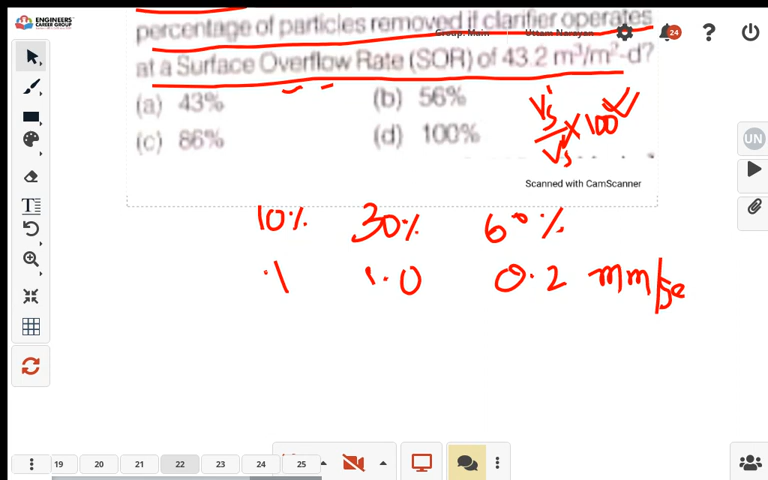 ENGINEERS
CAREER GROUP
percentage of particles removed if clarifier operates
Group: Main
Uttam Narayan
24
at a Surface Overflow Rate (SOR) of 43.2 m³/m²-d?
(a) 43%
(b) 56%
(c) 86%
(d) 100%
Vs'/Vs × 100
Scanned with CamScanner
UN
10% 30% 60%
.1 1.0 0.2 mm/se
T
19 20 21 22 23 24 25